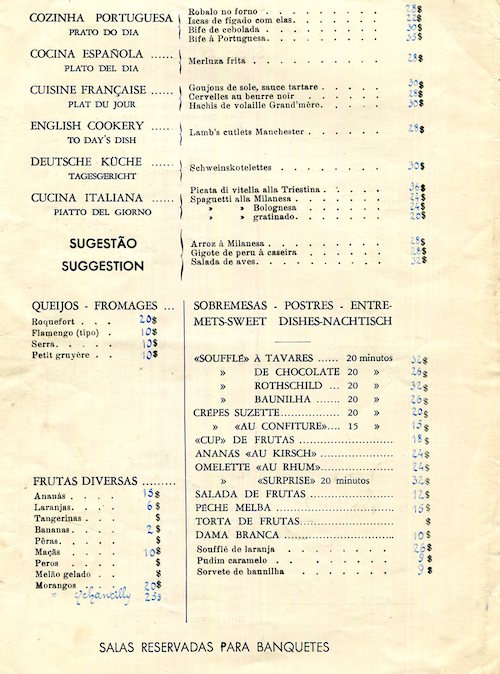 COZINHA PORTUGUESA
PRATO DO DIA
Robalo no forno . . . . . . . . . 28$
Iscas de fígado com elas. . . . . . 22$
Bife de cebolada . . . . . . . . 30$
Bife à Portuguesa. . . . . . . . 35$
COCINA ESPAÑOLA ......
PLATO DEL DIA
Merluza frita . . . . . . . . . 28$
CUISINE FRANÇAISE ......
PLAT DU JOUR
Goujons de sole, sauce tartare . . . . 30$
Cervelles au beurre noir . . . . . 28$
Hachis de volaille Grand'mère. . . . . 30$
ENGLISH COOKERY ......
TO DAY'S DISH
Lamb's cutlets Manchester . . . . . 28$
DEUTSCHE KÜCHE ......
TAGESGERICHT
Schweinskotelettes . . . . . . . 30$
CUCINA ITALIANA ......
PIATTO DEL GIORNO
Picata di vitella alla Triestina . . . . . 36$
Spaguetti alla Milanesa . . . . . . 24$
» » Bolognesa . . . . . 24$
» » gratinado. . . . . 20$
SUGESTÃO
SUGGESTION
Arroz à Milanesa . . . . . . . . 28$
Gigote de peru à caseira . . . . . . 28$
Salada de aves. . . . . . . . . 32$
QUEIJOS - FROMAGES ...
Roquefort . . . 20$
Flamengo (tipo) . 10$
Serra. . . . . 10$
Petit gruyère . . 10$
FRUTAS DIVERSAS .........
Ananás . . . . 15$
Laranjas. . . . 6$
Tangerinas . . . $
Bananas. . . . 2$
Pêras. . . . . $
Maçãs . . . . 10$
Peros . . . . $
Melão gelado . . $
Morangos . . . . 20$
" Chantilly 25$
SOBREMESAS - POSTRES - ENTRE-
METS-SWEET DISHES-NACHTISCH
«SOUFFLÉ» À TAVARES ...... 20 minutos 32$
» DE CHOCOLATE 20 » 26$
» ROTHSCHILD ... 20 » 32$
» BAUNILHA ....... 20 » 26$
CRÊPES SUZETTE............... 20 » 20$
» «AU CONFITURE».... 15 » 15$
«CUP» DE FRUTAS ........................ 18$
ANANÁS «AU KIRSCH» .................. 24$
OMELETTE «AU RHUM».................. 24$
» «SURPRISE» 20 minutos 32$
SALADA DE FRUTAS ..................... 12$
PÊCHE MELBA ............................ 15$
TORTA DE FRUTAS....................... $
DAMA BRANCA .......................... 10$
Soufflé de laranja . . . . . . . . 26$
Pudim caramelo . . . . . . . . . 9$
Sorvete de baunilha . . . . . . . 9$
SALAS RESERVADAS PARA BANQUETES